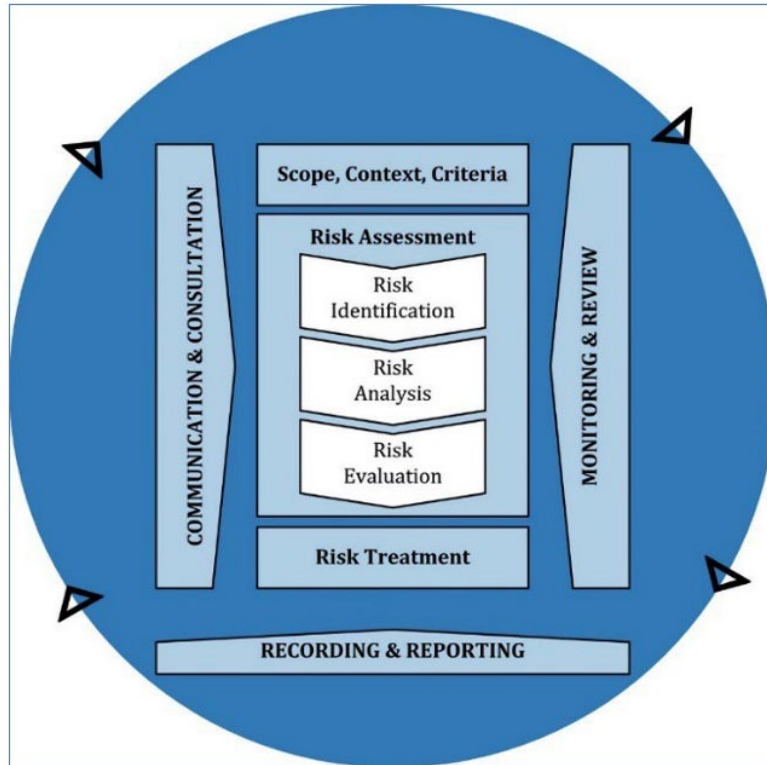 Scope, Context, Criteria
Risk Assessment
Risk
Identification
Risk
Analysis
Risk
Evaluation
Risk Treatment
COMMUNICATION & CONSULTATION
MONITORING & REVIEW
RECORDING & REPORTING